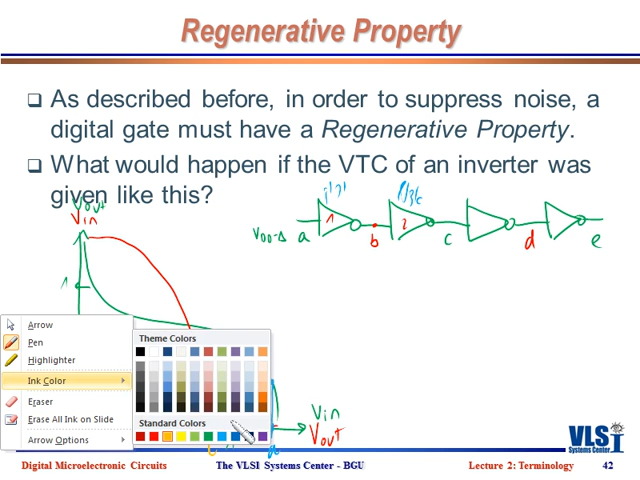 Regenerative Property
As described before, in order to suppress noise, a
digital gate must have a Regenerative Property.
What would happen if the VTC of an inverter was
given like this?
Vout
Vin
VDD-Δ a 1 b 2 c d e
Arrow
Pen
Highlighter
Ink Color
Eraser
Erase All Ink on Slide
Arrow Options
Theme Colors
Standard Colors
Vin
Vout
VLSI
Systems Center
Digital Microelectronic Circuits
The VLSI Systems Center - BGU
Lecture 2: Terminology
42